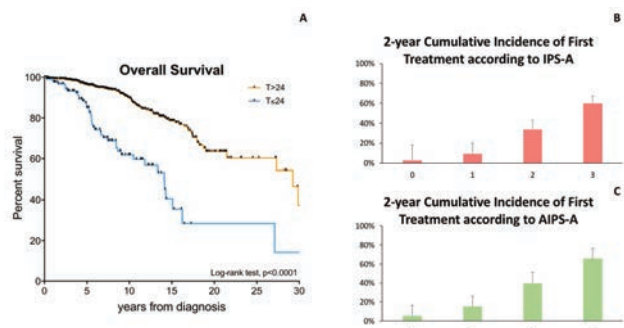 A
Overall Survival
T>24
T≤24
100
80
60
40
20
0
Percent survival
0 5 10 15 20 25 30
years from diagnosis
Log-rank test, p<0.0001
B
2-year Cumulative Incidence of First
Treatment according to IPS-A
80%
60%
40%
20%
0%
0 1 2 3
C
2-year Cumulative Incidence of First
Treatment according to AIPS-A
80%
60%
40%
20%
0%